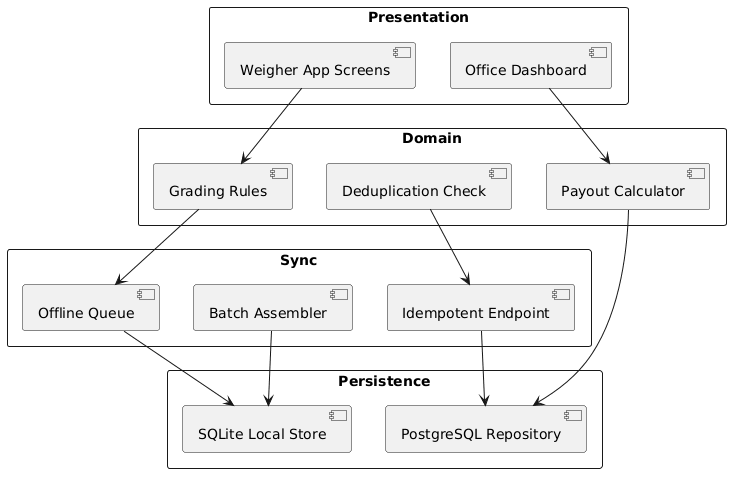 Presentation
Weigher App Screens
Office Dashboard
Domain
Grading Rules
Deduplication Check
Payout Calculator
Sync
Offline Queue
Batch Assembler
Idempotent Endpoint
Persistence
SQLite Local Store
PostgreSQL Repository